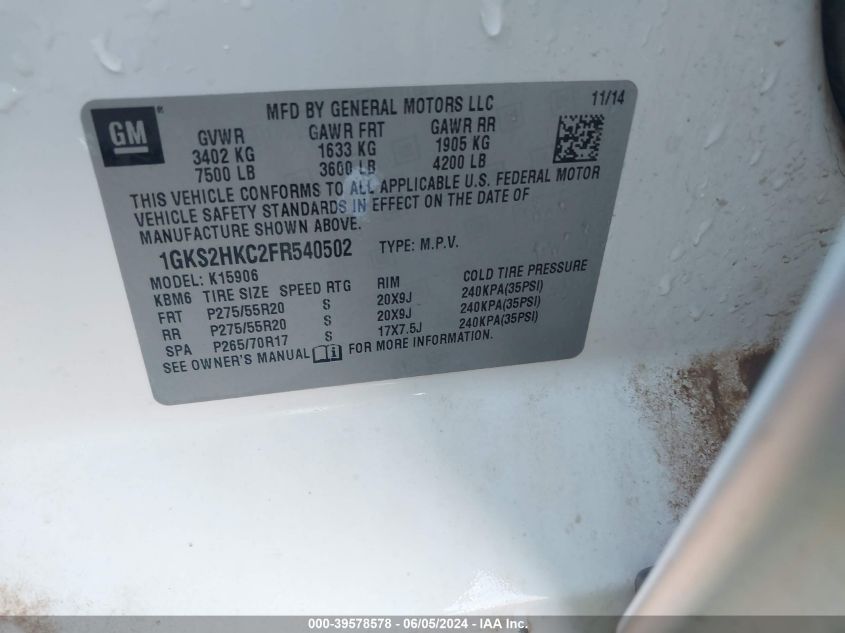 GM
MFD BY GENERAL MOTORS LLC 11/14
GVWR GAWR FRT GAWR RR
3402 KG 1633 KG 1905 KG
7500 LB 3600 LB 4200 LB
THIS VEHICLE CONFORMS TO ALL APPLICABLE U.S. FEDERAL MOTOR
VEHICLE SAFETY STANDARDS IN EFFECT ON THE DATE OF
MANUFACTURE SHOWN ABOVE.
1GKS2HKC2FR540502 TYPE: M.P.V.
MODEL: K15906
KBM6 TIRE SIZE SPEED RTG RIM COLD TIRE PRESSURE
FRT P275/55R20 S 20X9J 240KPA(35PSI)
RR P275/55R20 S 20X9J 240KPA(35PSI)
SPA P265/70R17 S 17X7.5J 240KPA(35PSI)
SEE OWNER'S MANUAL FOR MORE INFORMATION.
000-39578578 - 06/05/2024 - IAA Inc.